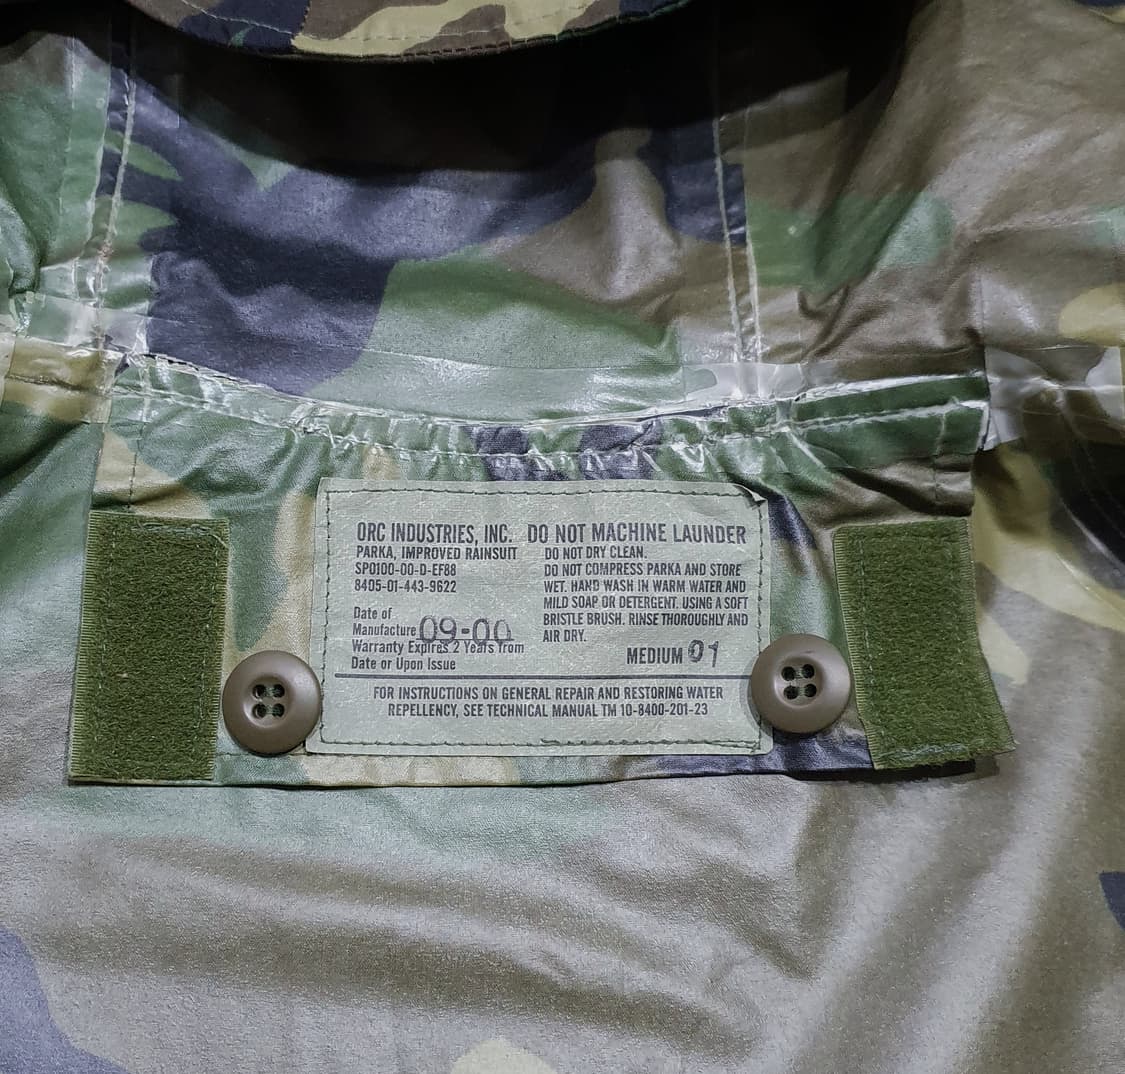 ORC INDUSTRIES, INC.
PARKA, IMPROVED RAINSUIT
SP0100-00-D-EF88
8405-01-443-9622
Date of
Manufacture 09-00
Warranty Expires 2 Years from
Date or Upon Issue
DO NOT MACHINE LAUNDER
DO NOT DRY CLEAN.
DO NOT COMPRESS PARKA AND STORE
WET. HAND WASH IN WARM WATER AND
MILD SOAP OR DETERGENT. USING A SOFT
BRISTLE BRUSH. RINSE THOROUGHLY AND
AIR DRY.
MEDIUM 01
FOR INSTRUCTIONS ON GENERAL REPAIR AND RESTORING WATER
REPELLENCY, SEE TECHNICAL MANUAL TM 10-8400-201-23